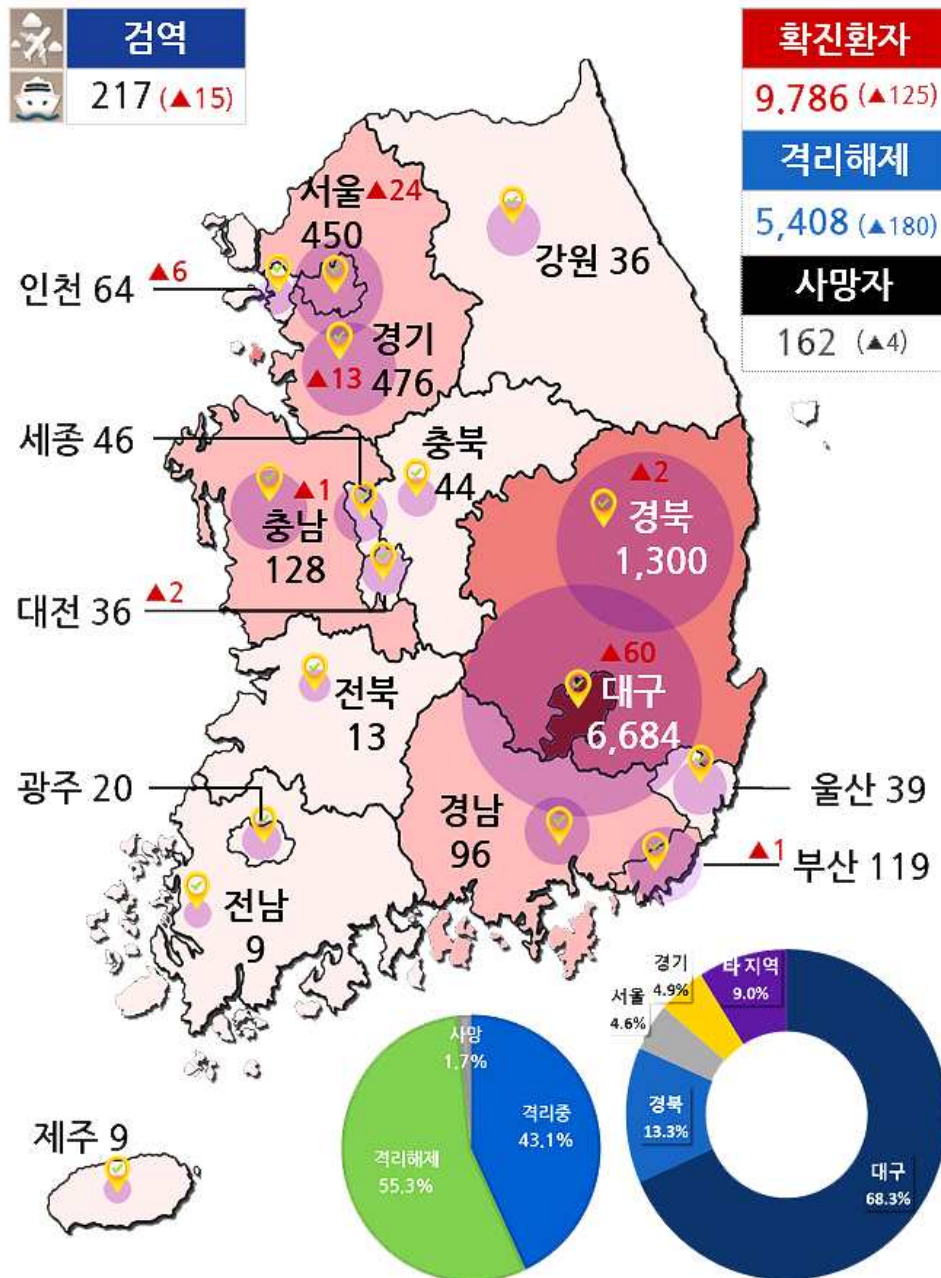 검역
217 (▲15)
확진환자
9.786 (▲125)
격리해제
5,408 (▲180)
사망자
162 (▲4)
서울 ▲24
450
강원 36
인천 64 ▲6
경기
▲13 476
세종 46
충북
44
▲1
충남
128
▲2
경북
1,300
대전 36 ▲2
▲60
대구
6,684
전북
13
광주 20
울산 39
경남
96
▲1
부산 119
전남
9
제주 9
사망
1.7%
격리중
43.1%
격리해제
55.3%
타 지역
9.0%
경기
4.9%
서울
4.6%
경북
13.3%
대구
68.3%